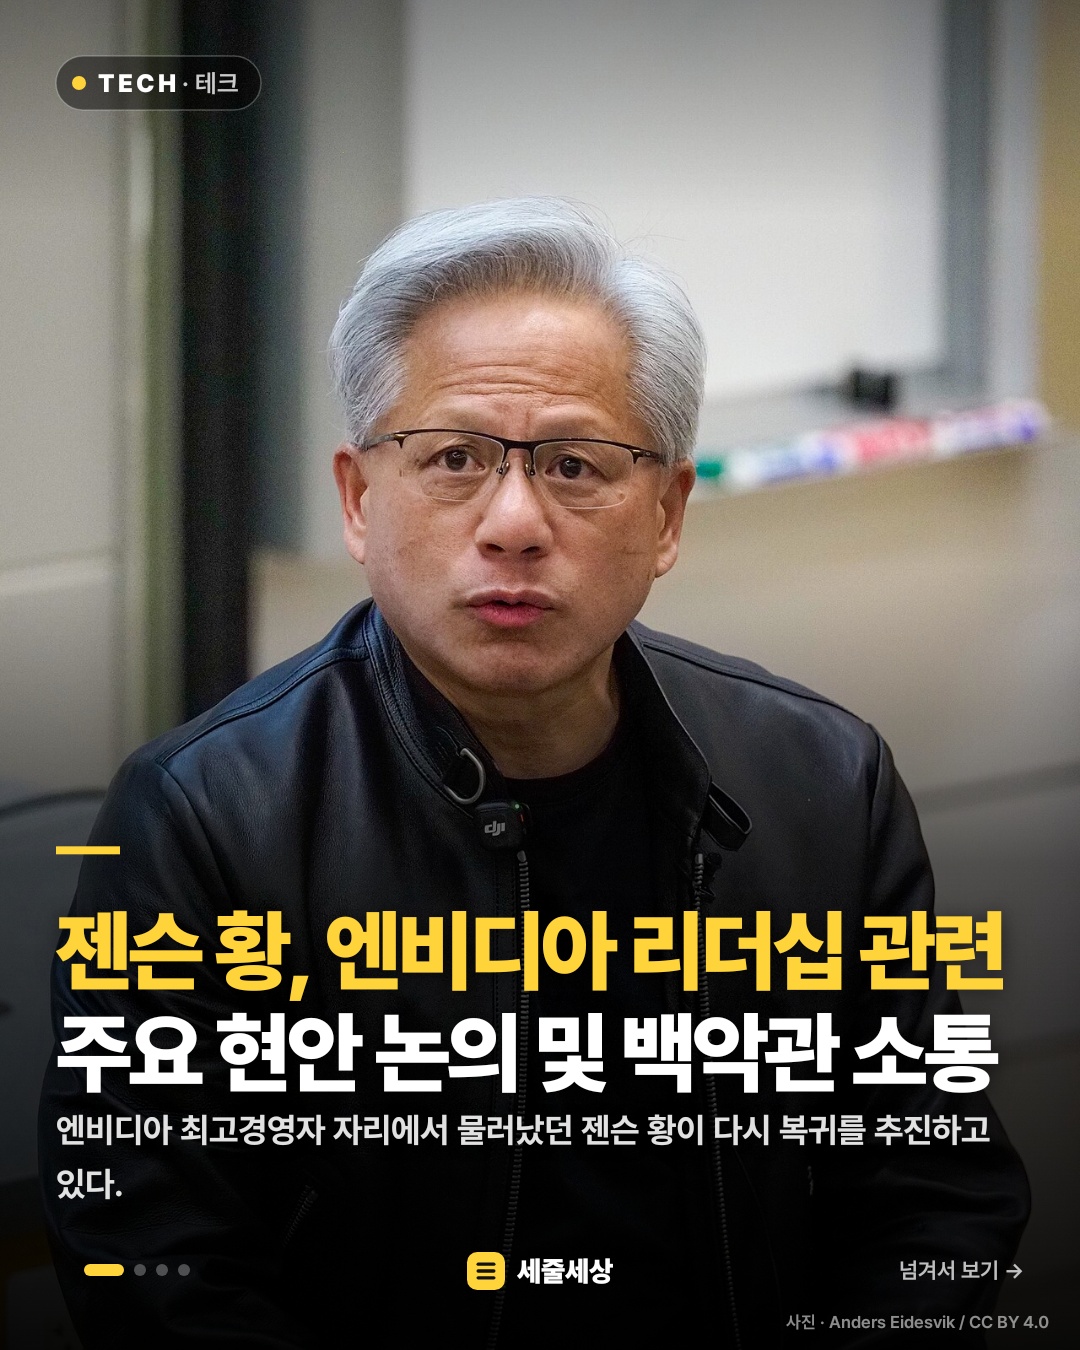 TECH · 테크
dji
젠슨 황, 엔비디아 리더십 관련
주요 현안 논의 및 백악관 소통
엔비디아 최고경영자 자리에서 물러났던 젠슨 황이 다시 복귀를 추진하고
있다.
세줄세상
넘겨서 보기 →
사진 · Anders Eidesvik / CC BY 4.0